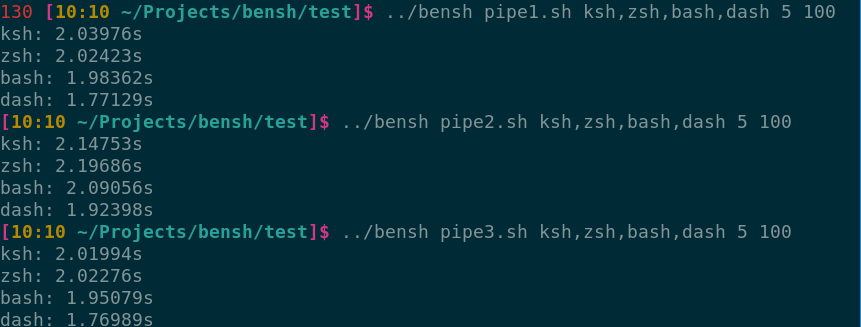 130 [10:10 ~/Projects/bensh/test]$ ../bensh pipe1.sh ksh,zsh,bash,dash 5 100
ksh: 2.03976s
zsh: 2.02423s
bash: 1.98362s
dash: 1.77129s
[10:10 ~/Projects/bensh/test]$ ../bensh pipe2.sh ksh,zsh,bash,dash 5 100
ksh: 2.14753s
zsh: 2.19686s
bash: 2.09056s
dash: 1.92398s
[10:10 ~/Projects/bensh/test]$ ../bensh pipe3.sh ksh,zsh,bash,dash 5 100
ksh: 2.01994s
zsh: 2.02276s
bash: 1.95079s
dash: 1.76989s